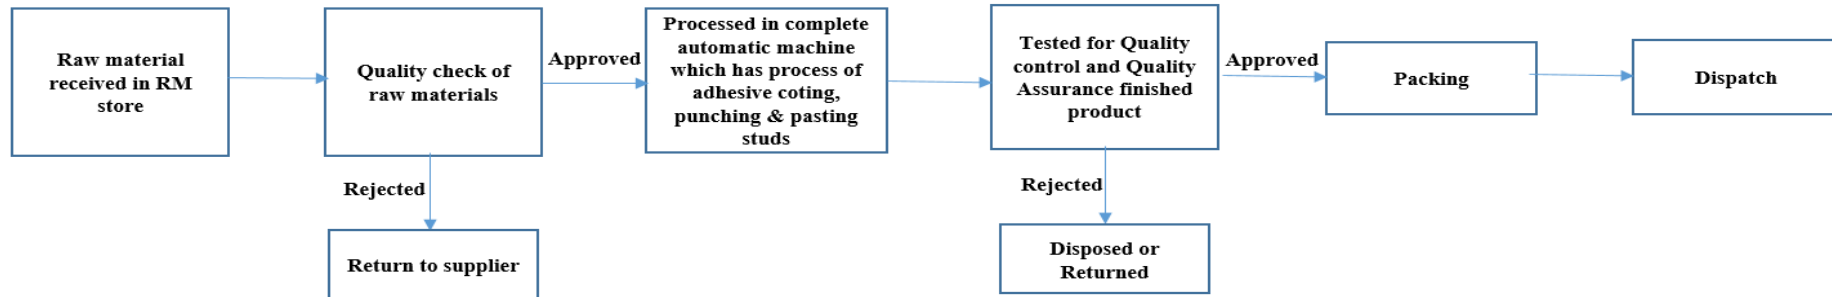 Raw material
received in RM
store
Quality check of
raw materials
Approved
Processed in complete
automatic machine
which has process of
adhesive coting,
punching & pasting
studs
Tested for Quality
control and Quality
Assurance finished
product
Approved
Packing
Dispatch
Rejected
Return to supplier
Rejected
Disposed or
Returned